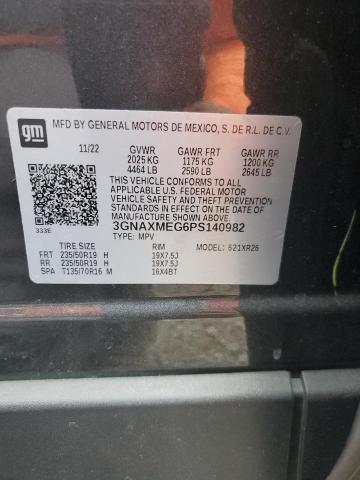 gm
MFD BY GENERAL MOTORS DE MEXICO, S. DE R.L. DE C.V.
11/22 GVWR GAWR FRT GAWR RR
2025 KG 1175 KG 1200 KG
4464 LB 2590 LB 2645 LB
THIS VEHICLE CONFORMS TO ALL APPLICABLE
U.S. FEDERAL MOTOR
VEHICLE SAFETY AND THEFT PREVENTION
STANDARDS IN EFFECT ON THE DATE OF
MANUFACTURE SHOWN ABOVE.
333E 3GNAXMEG6PS140982
TYPE: MPV MODEL: 621XR26
TIRE SIZE RIM
FRT 235/50R19 H 19X7.5J
RR 235/50R19 H 19X7.5J
SPA T135/70R16 M 16X4BT